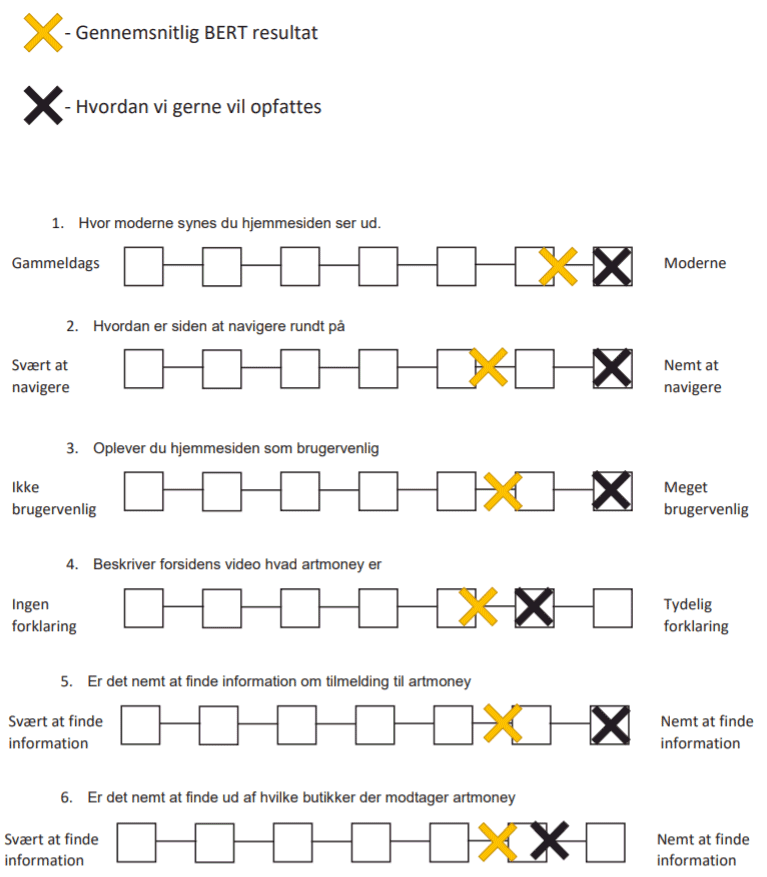 - Gennemsnitlig BERT resultat
- Hvordan vi gerne vil opfattes
1. Hvor moderne synes du hjemmesiden ser ud.
Gammeldags
Moderne
2. Hvordan er siden at navigere rundt på
Svært at
navigere
Nemt at
navigere
3. Oplever du hjemmesiden som brugervenlig
Ikke
brugervenlig
Meget
brugervenlig
4. Beskriver forsidens video hvad artmoney er
Ingen
forklaring
Tydelig
forklaring
5. Er det nemt at finde information om tilmelding til artmoney
Svært at finde
information
Nemt at finde
information
6. Er det nemt at finde ud af hvilke butikker der modtager artmoney
Svært at finde
information
Nemt at finde
information